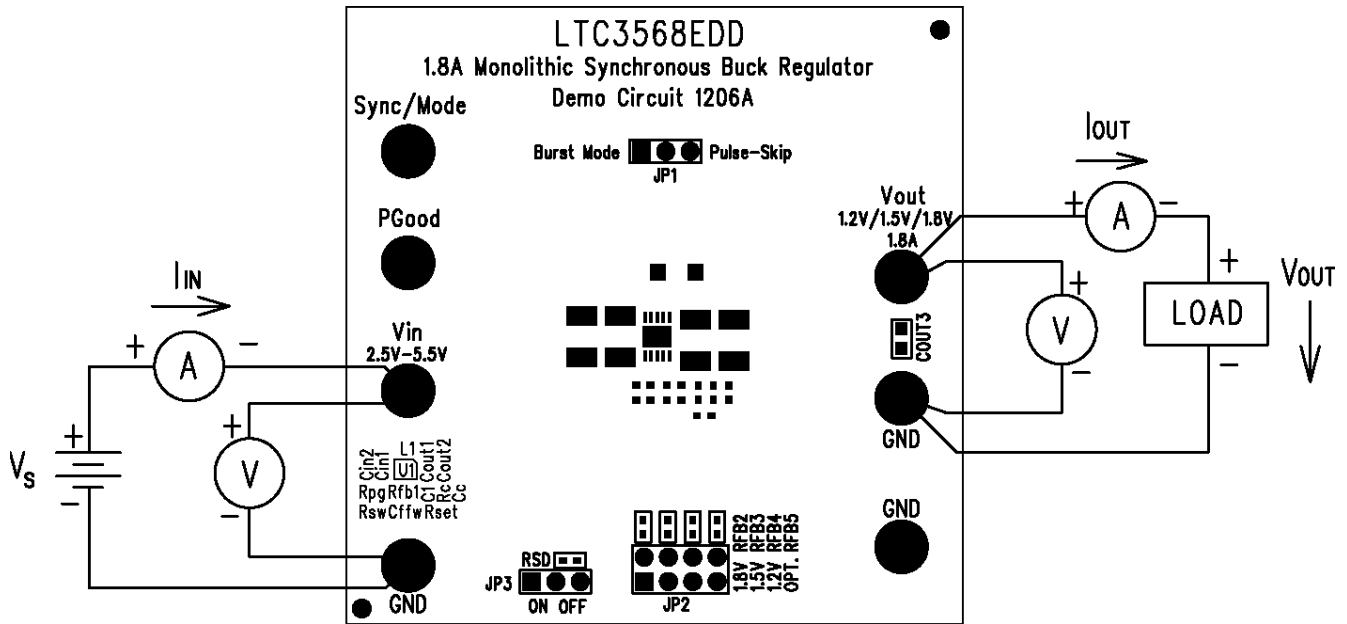 LTC3568EDD
1.8A Monolithic Synchronous Buck Regulator
Demo Circuit 1206A
Sync/Mode
Burst Mode
Pulse-Skip
JP1
PGood
Vin
2.5V-5.5V
Vout
1.2V/1.5V/1.8V
1.8A
COUT3
GND
GND
GND
IIN
+
A
-
+
V
-
VS
+
-
IOUT
+
A
-
+
V
-
+
LOAD
-
VOUT
Cin2
Cin1
L1
U1
Cout1
Cout2
Rpg
Rfb1
C1
Rc
Cc
Rsw
Cffw
Rset
RSD
JP3
ON OFF
JP2
1.8V RFB2
1.5V RFB3
1.2V RFB4
OPT. RFB5